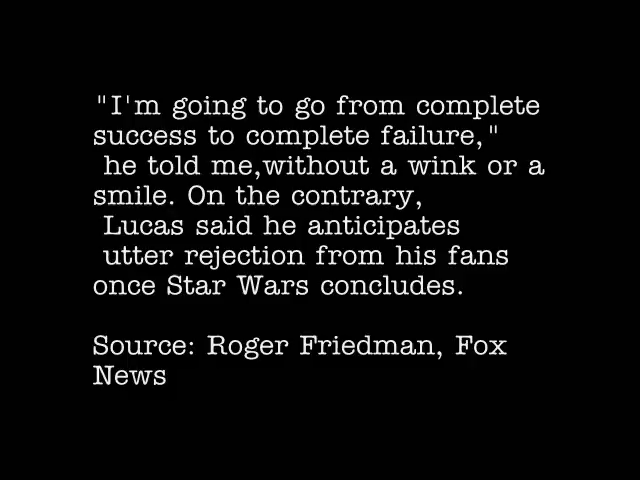 "I'm going to go from complete
success to complete failure,"
he told me,without a wink or a
smile. On the contrary,
Lucas said he anticipates
utter rejection from his fans
once Star Wars concludes.
Source: Roger Friedman, Fox
News